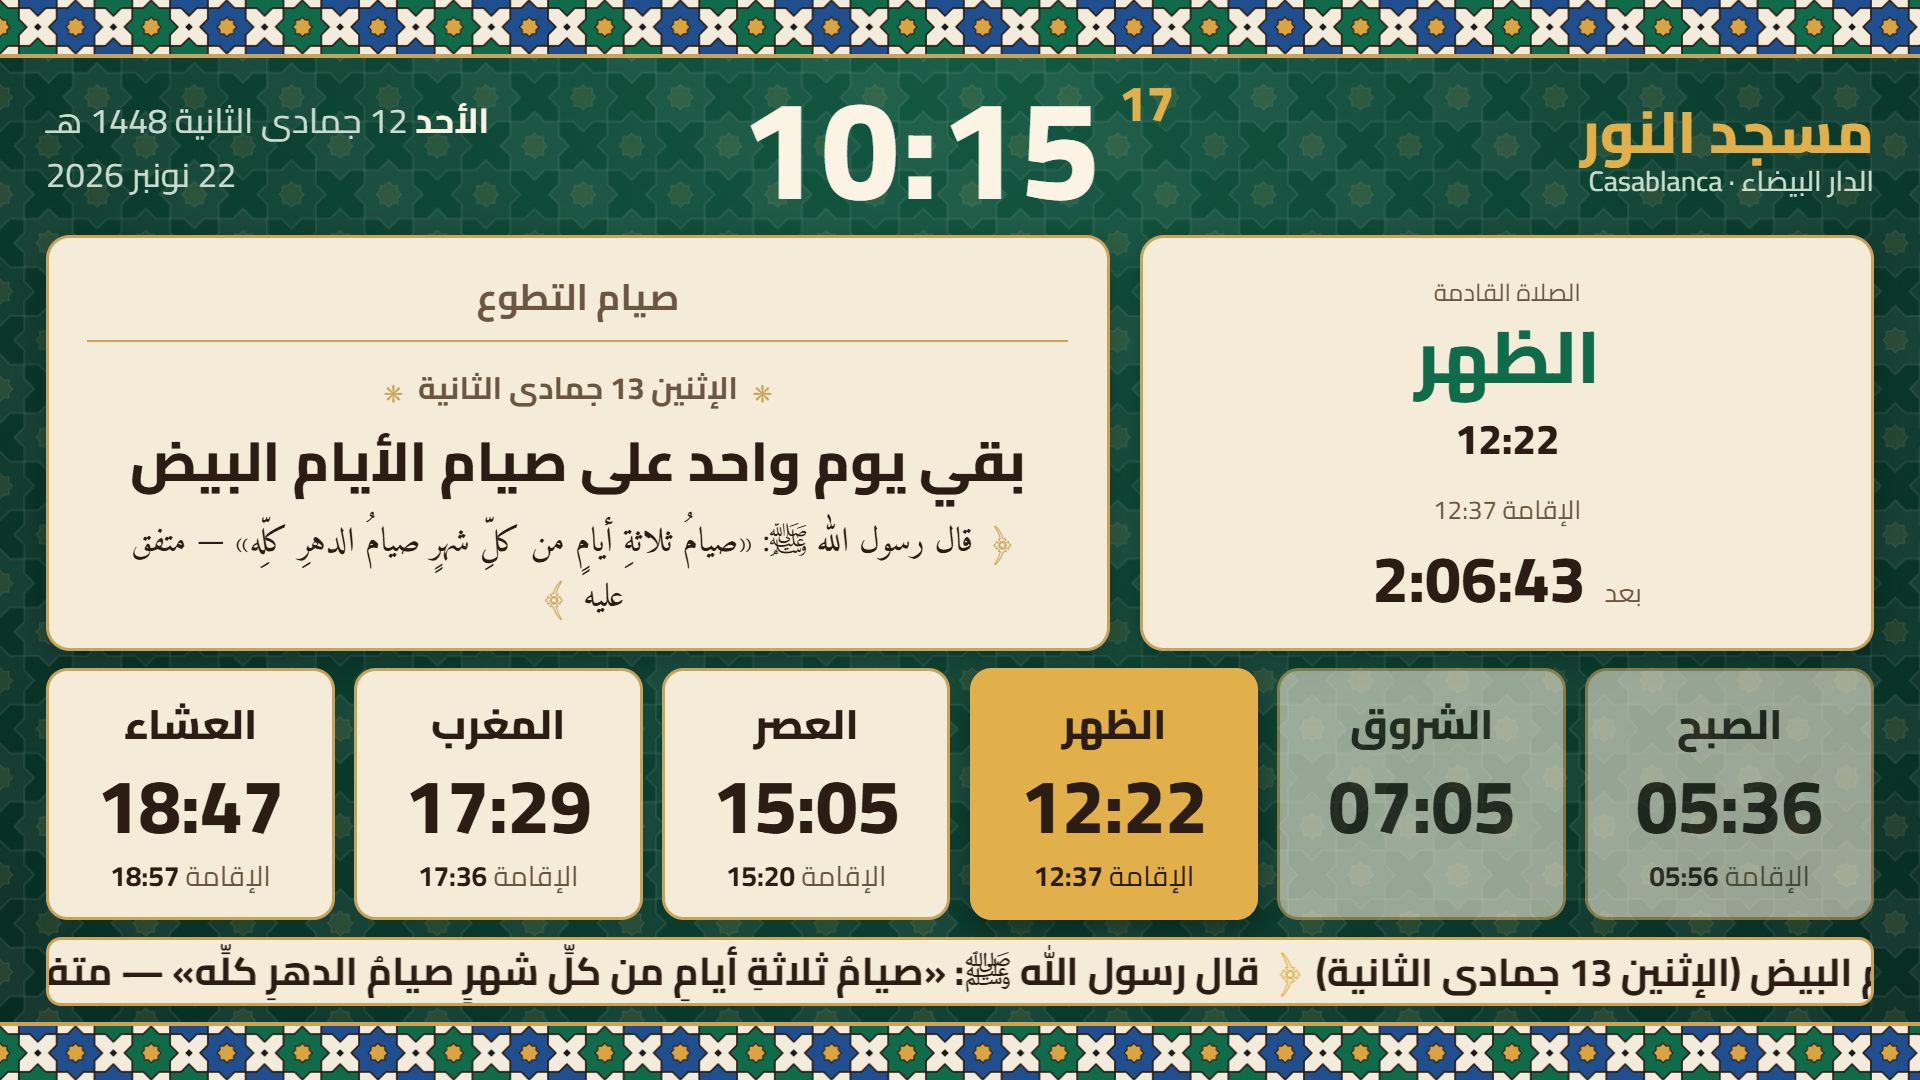 مسجد النور
الدار البيضاء · Casablanca
10:15 17
الأحد 12 جمادى الثانية 1448 هـ
22 نونبر 2026
الصلاة القادمة
الظهر
12:22
الإقامة 12:37
بعد 2:06:43
صيام التطوع
الإثنين 13 جمادى الثانية
بقي يوم واحد على صيام الأيام البيض
﴿ قال رسول الله ﷺ: «صيامُ ثلاثةِ أيامٍ من كلِّ شهرٍ صيامُ الدهرِ كلِّه» — متفق
عليه ﴾
الصبح
05:36
الإقامة 05:56
الشروق
07:05
الظهر
12:22
الإقامة 12:37
العصر
15:05
الإقامة 15:20
المغرب
17:29
الإقامة 17:36
العشاء
18:47
الإقامة 18:57
البيض (الإثنين 13 جمادى الثانية) ﴿ قال رسول الله ﷺ: «صيامُ ثلاثةِ أيامٍ من كلِّ شهرٍ صيامُ الدهرِ كلِّه» —